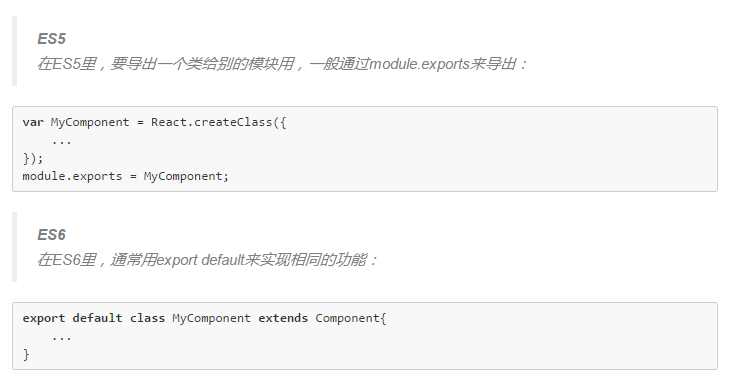 ES5
在ES5里，要导出一个类给别的模块用，一般通过module.exports来导出：
var MyComponent = React.createClass({
    ...
});
module.exports = MyComponent;
ES6
在ES6里，通常用export default来实现相同的功能：
export default class MyComponent extends Component{
    ...
}